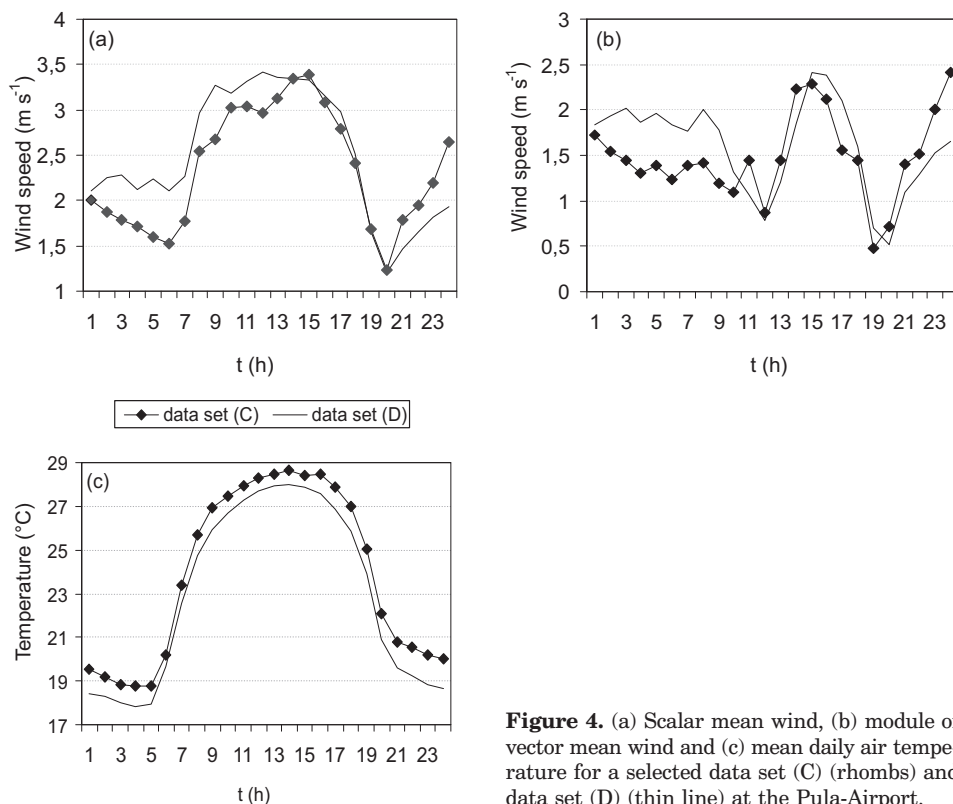 (a)
Wind speed (m s⁻¹)
4
3,5
3
2,5
2
1,5
1
1 3 5 7 9 11 13 15 17 19 21 23
t (h)
(b)
Wind speed (m s⁻¹)
3
2,5
2
1,5
1
0,5
0
1 3 5 7 9 11 13 15 17 19 21 23
t (h)
data set (C) data set (D)
(c)
Temperature (°C)
29
27
25
23
21
19
17
1 3 5 7 9 11 13 15 17 19 21 23
t (h)
Figure 4. (a) Scalar mean wind, (b) module of
vector mean wind and (c) mean daily air tempe-
rature for a selected data set (C) (rhombs) and
data set (D) (thin line) at the Pula-Airport.